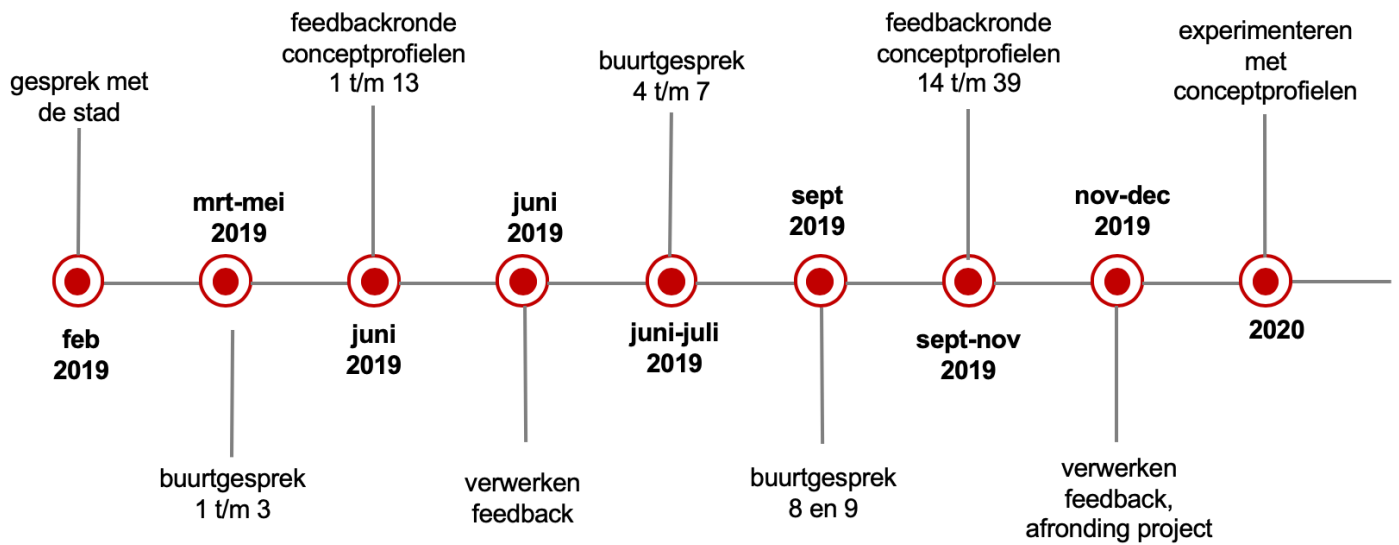 gesprek met
de stad
feb
2019
mrt-mei
2019
buurtgesprek
1 t/m 3
feedbackronde
conceptprofielen
1 t/m 13
juni
2019
juni
2019
verwerken
feedback
buurtgesprek
4 t/m 7
juni-juli
2019
sept
2019
buurtgesprek
8 en 9
feedbackronde
conceptprofielen
14 t/m 39
sept-nov
2019
nov-dec
2019
verwerken
feedback,
afronding project
experimenteren
met
conceptprofielen
2020